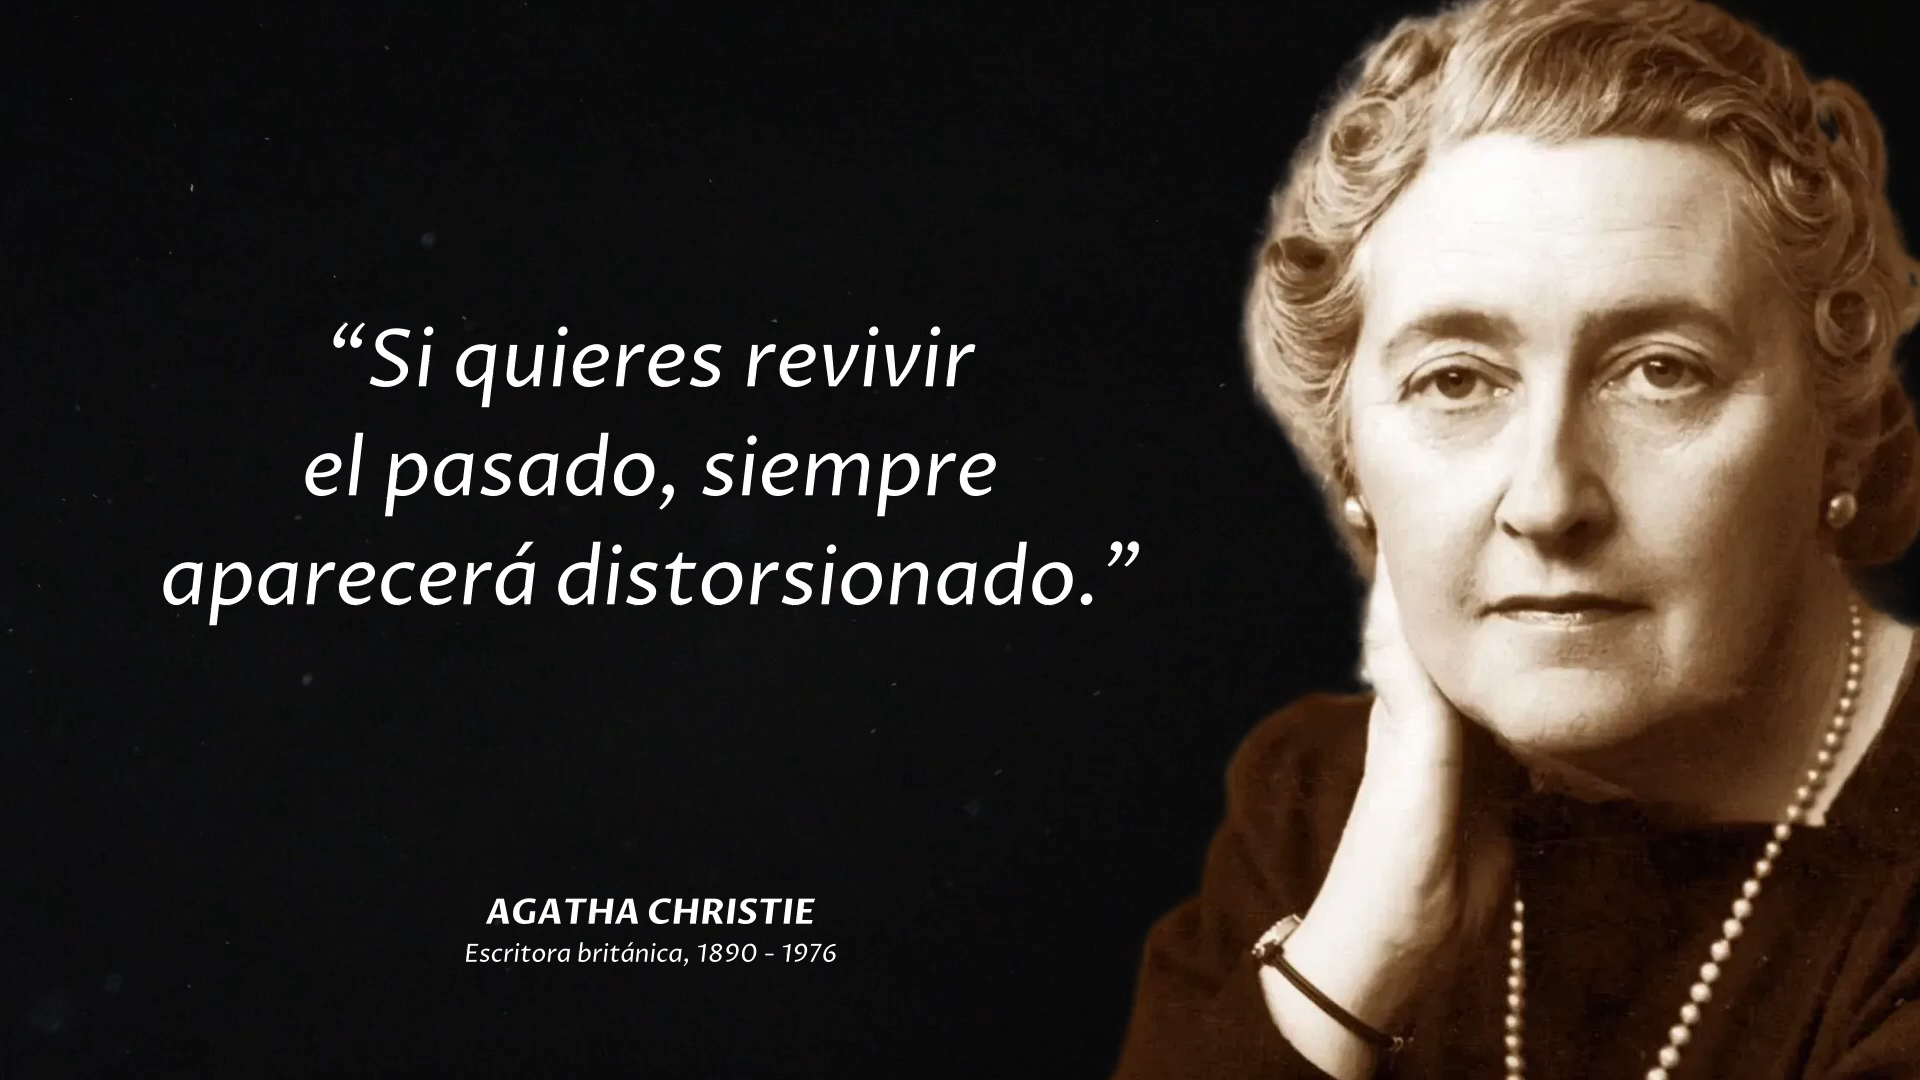 “Si quieres revivir
el pasado, siempre
aparecerá distorsionado.”
AGATHA CHRISTIE
Escritora británica, 1890 - 1976